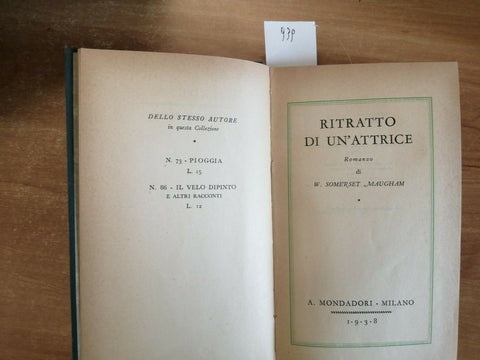 939
DELLO STESSO AUTORE
in questa Collezione
N. 73 - PIOGGIA
L. 15
N. 86 - IL VELO DIPINTO
E ALTRI RACCONTI
L. 12
RITRATTO
DI UN'ATTRICE
Romanzo
di
W. SOMERSET MAUGHAM
A. MONDADORI - MILANO
1-9-3-8